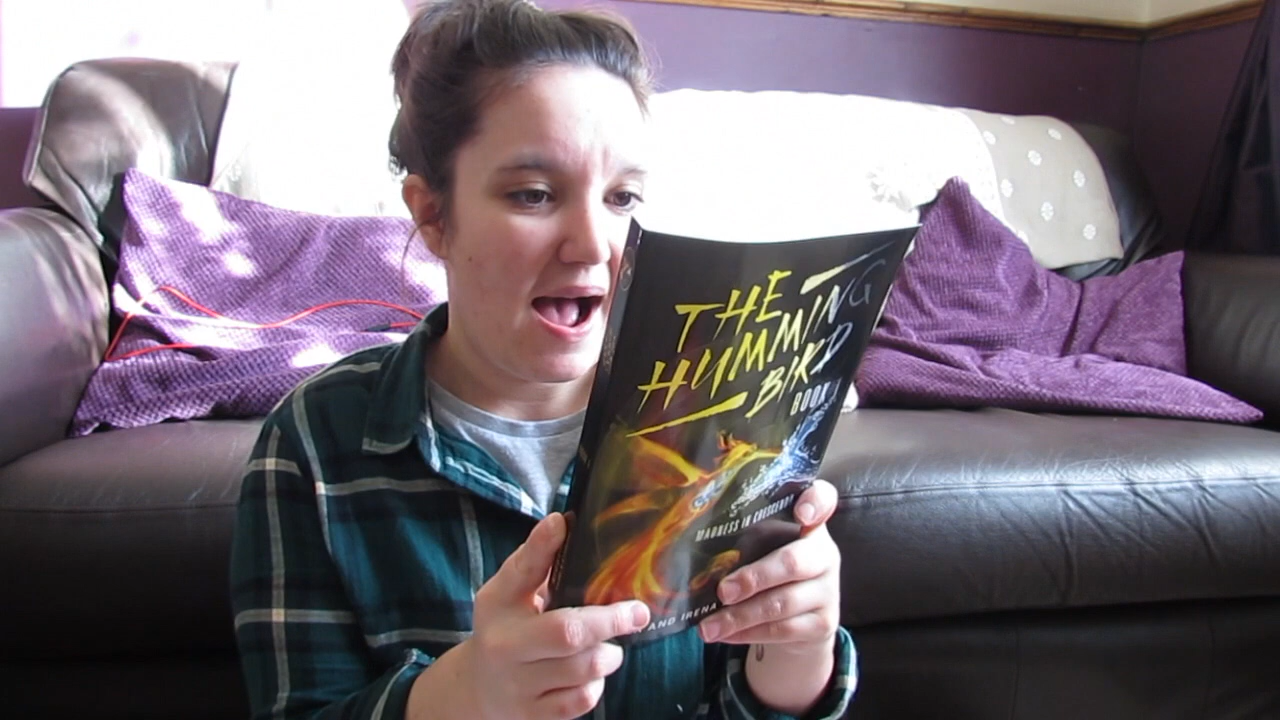 THE
HUMMING
BIRD
BOOK
MADNESS IN CRESCENDO
AND IRENA